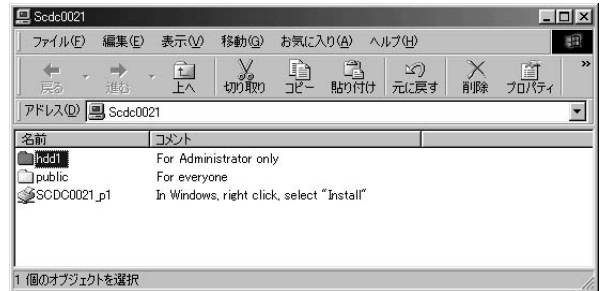 Scdc0021
ファイル(F) 編集(E) 表示(V) 移動(G) お気に入り(A) ヘルプ(H)
戻る 進む 上へ 切り取り コピー 貼り付け 元に戻す 削除 プロパティ »
アドレス(D) Scdc0021
名前 コメント
hdd1 For Administrator only
public For everyone
SCDC0021_p1 In Windows, right click, select "Install"
1 個のオブジェクトを選択